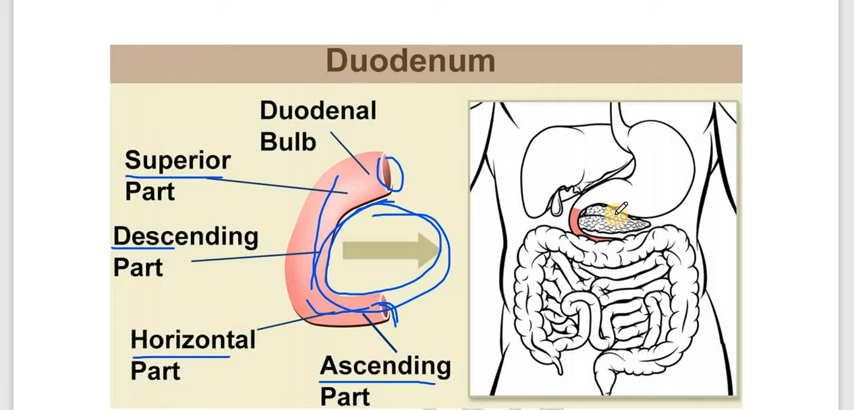 Duodenum
Duodenal
Bulb
Superior
Part
Descending
Part
Horizontal
Part
Ascending
Part